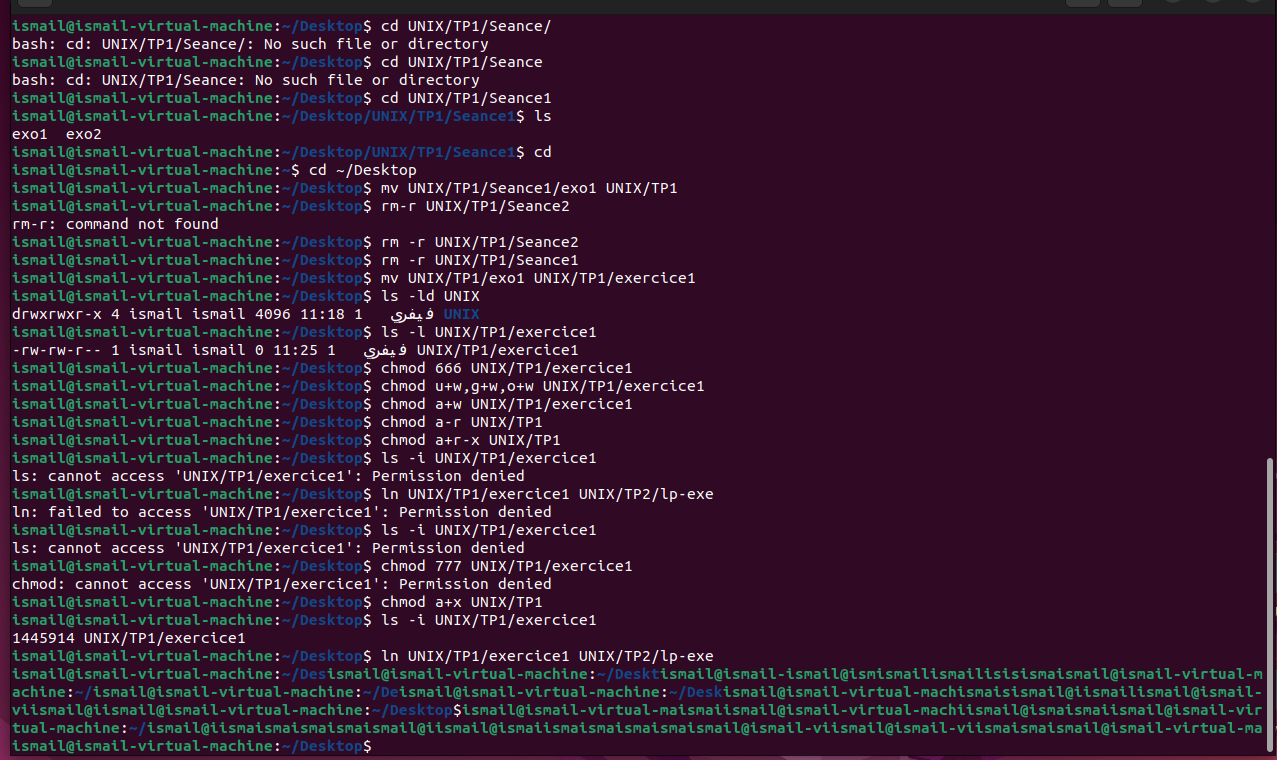 ismail@ismail-virtual-machine:~/Desktop$ cd UNIX/TP1/Seance/
bash: cd: UNIX/TP1/Seance/: No such file or directory
ismail@ismail-virtual-machine:~/Desktop$ cd UNIX/TP1/Seance
bash: cd: UNIX/TP1/Seance: No such file or directory
ismail@ismail-virtual-machine:~/Desktop$ cd UNIX/TP1/Seance1
ismail@ismail-virtual-machine:~/Desktop/UNIX/TP1/Seance1$ ls
exo1  exo2
ismail@ismail-virtual-machine:~/Desktop/UNIX/TP1/Seance1$ cd
ismail@ismail-virtual-machine:~$ cd ~/Desktop
ismail@ismail-virtual-machine:~/Desktop$ mv UNIX/TP1/Seance1/exo1 UNIX/TP1
ismail@ismail-virtual-machine:~/Desktop$ rm-r UNIX/TP1/Seance2
rm-r: command not found
ismail@ismail-virtual-machine:~/Desktop$ rm -r UNIX/TP1/Seance2
ismail@ismail-virtual-machine:~/Desktop$ rm -r UNIX/TP1/Seance1
ismail@ismail-virtual-machine:~/Desktop$ mv UNIX/TP1/exo1 UNIX/TP1/exercice1
ismail@ismail-virtual-machine:~/Desktop$ ls -ld UNIX
drwxrwxr-x 4 ismail ismail 4096 11:18 1   فيفري UNIX
ismail@ismail-virtual-machine:~/Desktop$ ls -l UNIX/TP1/exercice1
-rw-rw-r-- 1 ismail ismail 0 11:25 1   فيفري UNIX/TP1/exercice1
ismail@ismail-virtual-machine:~/Desktop$ chmod 666 UNIX/TP1/exercice1
ismail@ismail-virtual-machine:~/Desktop$ chmod u+w,g+w,o+w UNIX/TP1/exercice1
ismail@ismail-virtual-machine:~/Desktop$ chmod a+w UNIX/TP1/exercice1
ismail@ismail-virtual-machine:~/Desktop$ chmod a-r UNIX/TP1
ismail@ismail-virtual-machine:~/Desktop$ chmod a+r-x UNIX/TP1
ismail@ismail-virtual-machine:~/Desktop$ ls -i UNIX/TP1/exercice1
ls: cannot access 'UNIX/TP1/exercice1': Permission denied
ismail@ismail-virtual-machine:~/Desktop$ ln UNIX/TP1/exercice1 UNIX/TP2/lp-exe
ln: failed to access 'UNIX/TP1/exercice1': Permission denied
ismail@ismail-virtual-machine:~/Desktop$ ls -i UNIX/TP1/exercice1
ls: cannot access 'UNIX/TP1/exercice1': Permission denied
ismail@ismail-virtual-machine:~/Desktop$ chmod 777 UNIX/TP1/exercice1
chmod: cannot access 'UNIX/TP1/exercice1': Permission denied
ismail@ismail-virtual-machine:~/Desktop$ chmod a+x UNIX/TP1
ismail@ismail-virtual-machine:~/Desktop$ ls -i UNIX/TP1/exercice1
1445914 UNIX/TP1/exercice1
ismail@ismail-virtual-machine:~/Desktop$ ln UNIX/TP1/exercice1 UNIX/TP2/lp-exe
ismail@ismail-virtual-machine:~/Desismail@ismail-virtual-machine:~/Desktismail@ismail-ismail@ismismailismailisisismaismail@ismail-virtual-m
achine:~/ismail@ismail-virtual-machine:~/Deismail@ismail-virtual-machine:~/Deskismail@ismail-virtual-machismaisismail@iismailismail@ismail-
viismail@iismail@ismail-virtual-machine:~/Desktop$ismail@ismail-virtual-maismaiismail@ismail-virtual-machiismail@ismaismaiismail@ismail-vir
tual-machine:~/ismail@iismaismaismaismaismail@iismail@ismaiismaismaismaismaismail@ismail-viismail@ismail-viismaismaismail@ismail-virtual-ma
ismail@ismail-virtual-machine:~/Desktop$